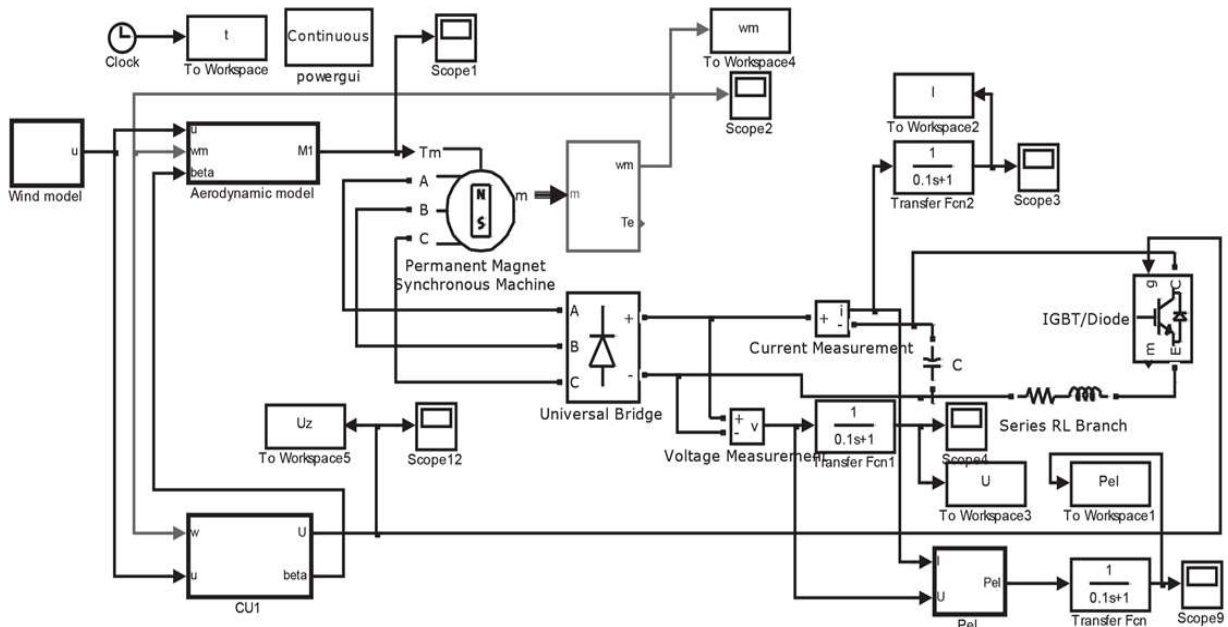 Clock
t
To Workspace
Continuous
powergui
Scope1
wm
To Workspace4
Scope2
I
To Workspace2
1
0.1s+1
Transfer Fcn2
Scope3
u
Wind model
u
wm
beta
M1
Aerodynamic model
Tm
A
B
C
N
S
m
Permanent Magnet
Synchronous Machine
m
wm
Te
A
B
C
+
-
Universal Bridge
+
i
-
Current Measurement
C
g
C
m
E
IGBT/Diode
Series RL Branch
Uz
To Workspace5
Scope12
+
-
v
Voltage Measurement
1
0.1s+1
Transfer Fcn1
Scope4
U
To Workspace3
Pel
To Workspace1
w
u
U
beta
CU1
I
U
Pel
Pel
1
0.1s+1
Transfer Fcn
Scope9